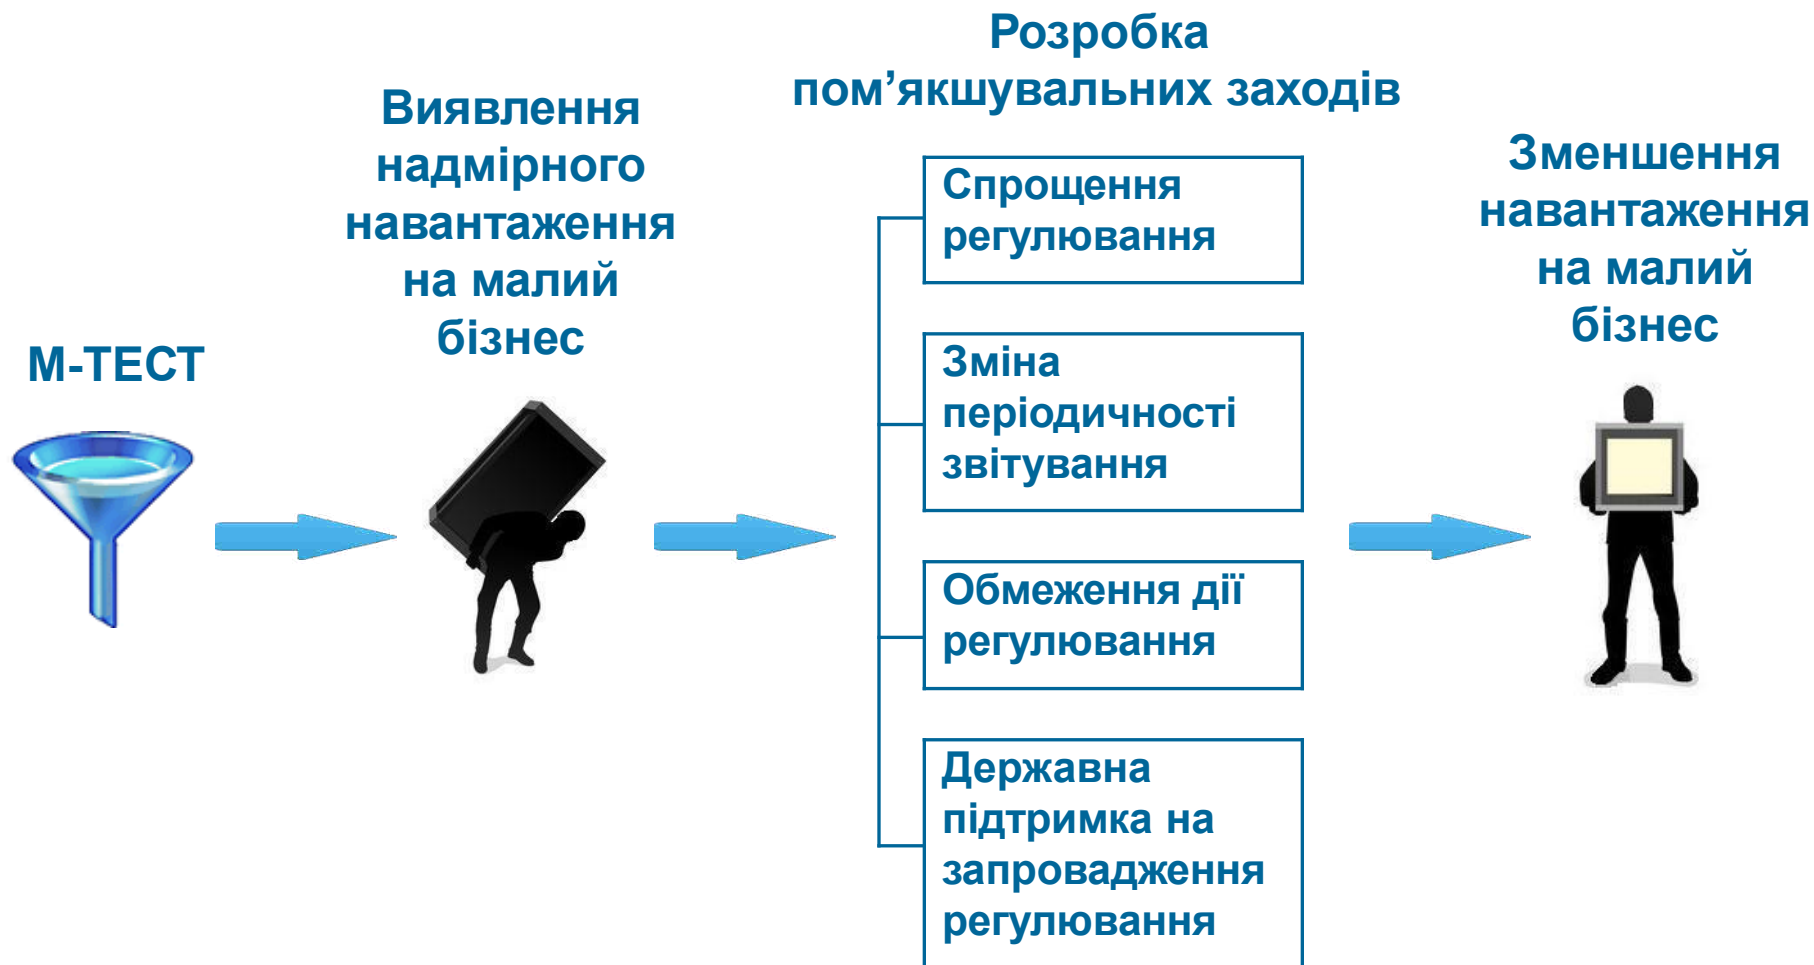 М-ТЕСТ
Виявлення
надмірного
навантаження
на малий
бізнес
Розробка
пом’якшувальних заходів
Спрощення
регулювання
Зміна
періодичності
звітування
Обмеження дії
регулювання
Державна
підтримка на
запровадження
регулювання
Зменшення
навантаження
на малий
бізнес